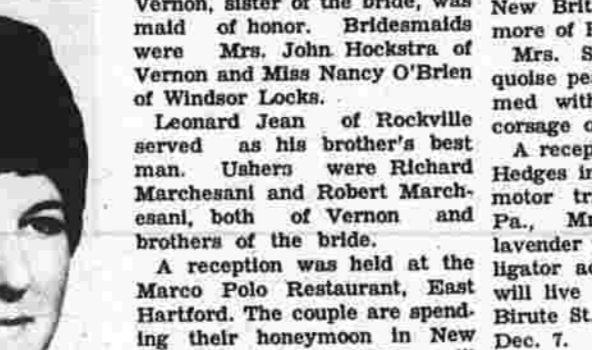 Vernon, sister of the bride, was
maid of honor. Bridesmaids
were Mrs. John Hockstra of
Vernon and Miss Nancy O'Brien
of Windsor Locks.
Leonard Jean of Rockville
served as his brother's best
man. Ushers were Richard
Marchesani and Robert March-
esani, both of Vernon and
brothers of the bride.
A reception was held at the
Marco Polo Restaurant, East
Hartford. The couple are spend-
ing their honeymoon in New
New Brit
more of
Mrs. S
quoise pe
med with
corsage o
A recep
Hedges in
motor tr
Pa., Mr
lavender
ligator ac
will live
Birute St.
Dec. 7.